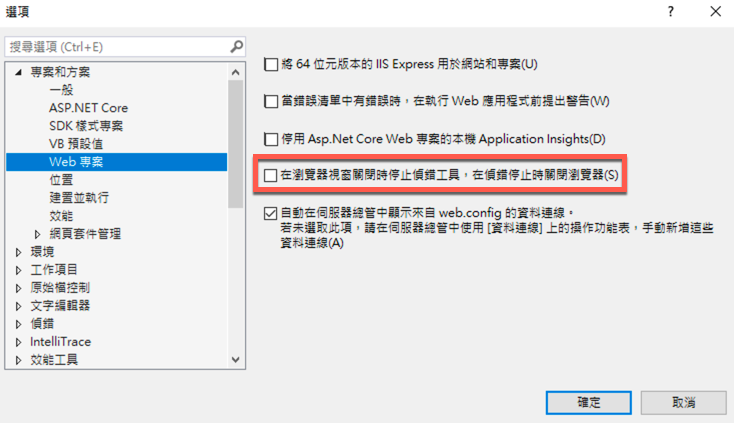 選項
搜尋選項 (Ctrl+E)
專案和方案
一般
ASP.NET Core
SDK 樣式專案
VB 預設值
Web 專案
位置
建置並執行
效能
網頁套件管理
環境
工作項目
原始檔控制
文字編輯器
偵錯
IntelliTrace
效能工具
將 64 位元版本的 IIS Express 用於網站和專案(U)
當錯誤清單中有錯誤時，在執行 Web 應用程式前提出警告(W)
停用 Asp.Net Core Web 專案的本機 Application Insights(D)
在瀏覽器視窗關閉時停止偵錯工具，在偵錯停止時關閉瀏覽器(S)
自動在伺服器總管中顯示來自 web.config 的資料連線。
若未選取此項，請在伺服器總管中使用 [資料連線] 上的操作功能表，手動新增這些
資料連線(A)
確定
取消